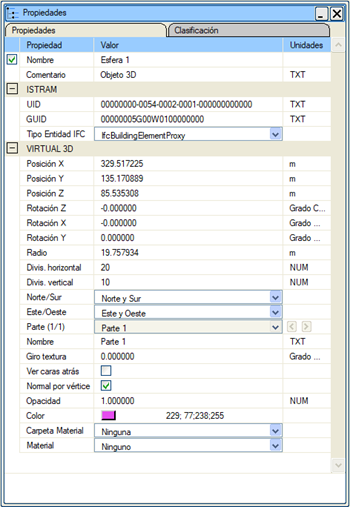 Propiedades
Propiedades Clasificación
Propiedad Valor Unidades
Nombre Esfera 1
Comentario Objeto 3D TXT
ISTRAM
UID 00000000-0054-0002-0001-000000000000 TXT
GUID 00000005G00W0100000000 TXT
Tipo Entidad IFC IfcBuildingElementProxy
VIRTUAL 3D
Posición X 329.517225 m
Posición Y 135.170889 m
Posición Z 85.535308 m
Rotación Z -0.000000 Grado C...
Rotación X -0.000000 Grado ...
Rotación Y 0.000000 Grado ...
Radio 19.757934 m
Divis. horizontal 20 NUM
Divis. vertical 10 NUM
Norte/Sur Norte y Sur
Este/Oeste Este y Oeste
Parte (1/1) Parte 1 < >
Nombre Parte 1 TXT
Giro textura 0.000000 Grado ...
Ver caras atrás
Normal por vértice
Opacidad 1.000000 NUM
Color 229; 77;238;255
Carpeta Material Ninguna
Material Ninguno